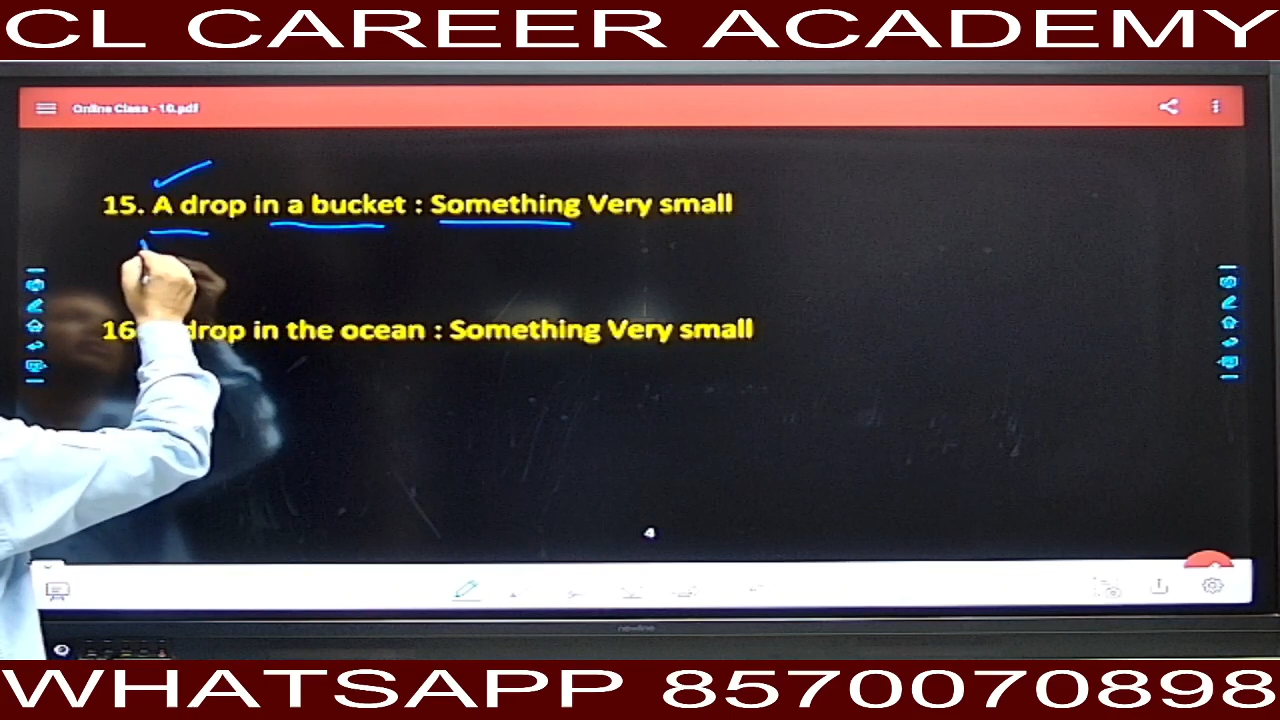 CL CAREER ACADEMY
Online Class - 10.pdf
15. A drop in a bucket : Something Very small
16 drop in the ocean : Something Very small
4
newline
WHATSAPP 8570070898